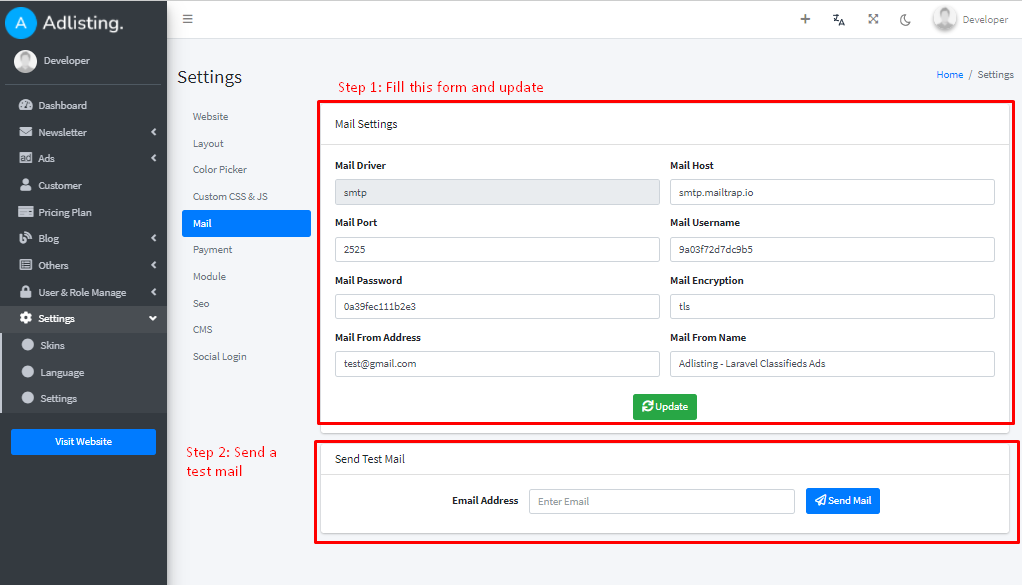 Adlisting.
Developer
Developer
Dashboard
Newsletter
Ads
Customer
Pricing Plan
Blog
Others
User & Role Manage
Settings
Skins
Language
Settings
Visit Website
Settings
Home / Settings
Website
Layout
Color Picker
Custom CSS & JS
Mail
Payment
Module
Seo
CMS
Social Login
Step 1: Fill this form and update
Mail Settings
Mail Driver
smtp
Mail Host
smtp.mailtrap.io
Mail Port
2525
Mail Username
9a03f72d7dc9b5
Mail Password
0a39fec111b2e3
Mail Encryption
tls
Mail From Address
test@gmail.com
Mail From Name
Adlisting - Laravel Classifieds Ads
Update
Step 2: Send a
test mail
Send Test Mail
Email Address
Enter Email
Send Mail